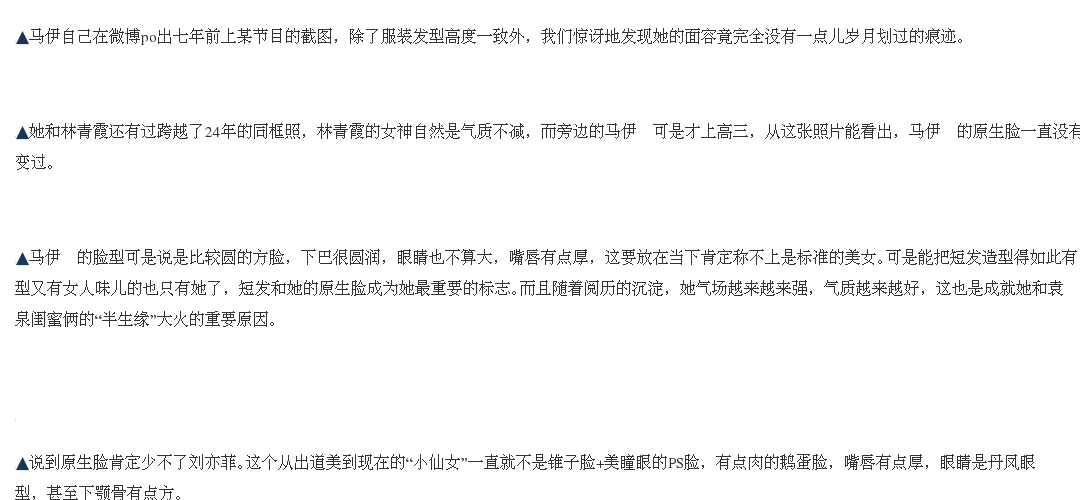 ▲马伊自己在微博po出七年前上某节目的截图，除了服装发型高度一致外，我们惊讶地发现她的面容竟完全没有一点儿岁月划过的痕迹。
▲她和林青霞还有过跨越了24年的同框照，林青霞的女神自然是气质不减，而旁边的马伊　可是才上高三，从这张照片能看出，马伊　的原生脸一直没有
变过。
▲马伊　的脸型可是说是比较圆的方脸，下巴很圆润，眼睛也不算大，嘴唇有点厚，这要放在当下肯定称不上是标准的美女。可是能把短发造型得如此有
型又有女人味儿的也只有她了，短发和她的原生脸成为她最重要的标志。而且随着阅历的沉淀，她气场越来越来强，气质越来越好，这也是成就她和袁
泉闺蜜俩的“半生缘”大火的重要原因。
▲说到原生脸肯定少不了刘亦菲。这个从出道美到现在的“小仙女”一直就不是锥子脸+美瞳眼的PS脸，有点肉的鹅蛋脸，嘴唇有点厚，眼睛是丹凤眼
型，甚至下颚骨有点方。